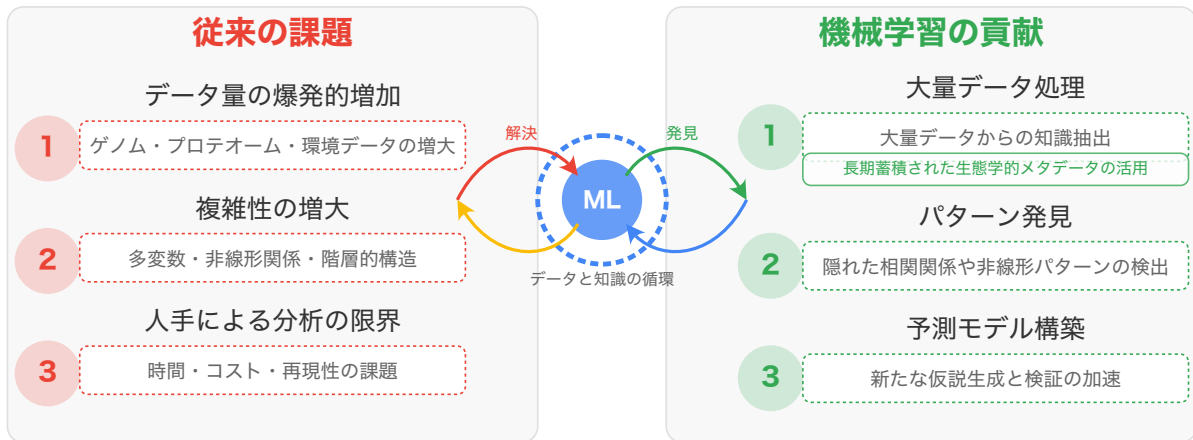 従来の課題
データ量の爆発的増加
1
ゲノム・プロテオーム・環境データの増大
複雑性の増大
2
多変数・非線形関係・階層的構造
人手による分析の限界
3
時間・コスト・再現性の課題
解決
発見
ML
データと知識の循環
機械学習の貢献
大量データ処理
1
大量データからの知識抽出
長期蓄積された生態学的メタデータの活用
パターン発見
2
隠れた相関関係や非線形パターンの検出
予測モデル構築
3
新たな仮説生成と検証の加速